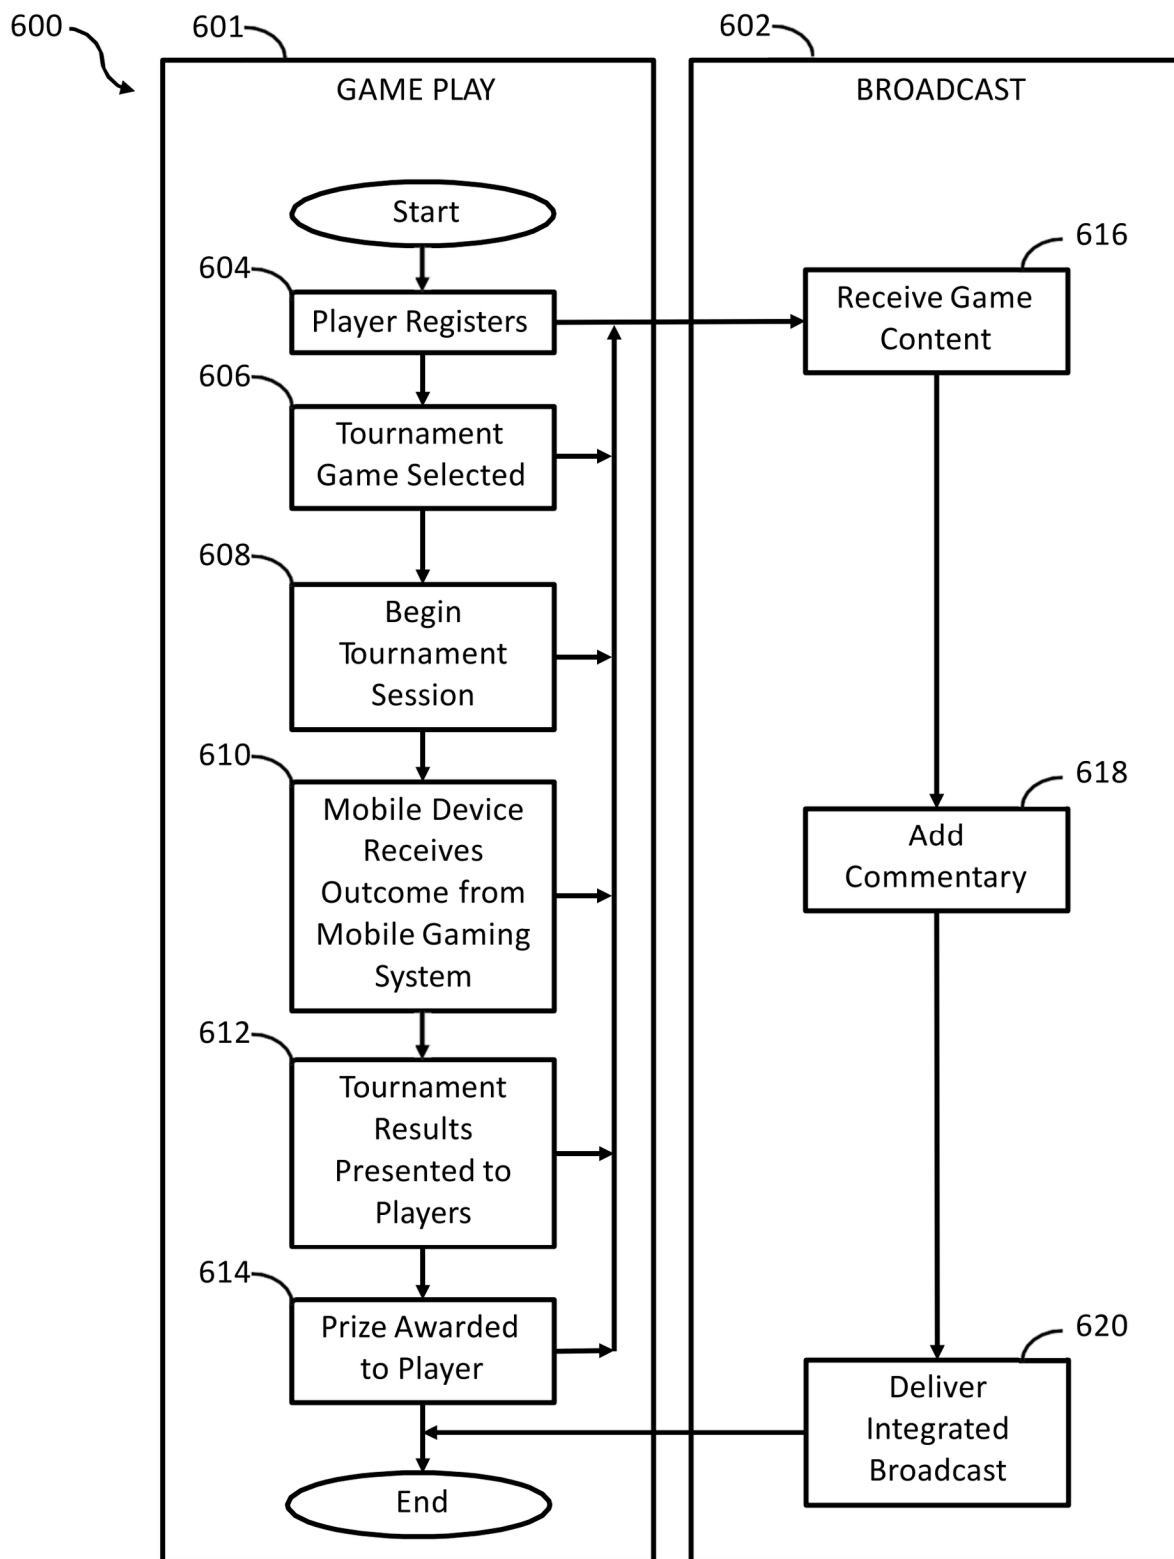 600
601
602
GAME PLAY
BROADCAST
Start
604
Player Registers
616
Receive Game
Content
606
Tournament
Game Selected
608
Begin
Tournament
Session
610
Mobile Device
Receives
Outcome from
Mobile Gaming
System
618
Add
Commentary
612
Tournament
Results
Presented to
Players
614
Prize Awarded
to Player
620
Deliver
Integrated
Broadcast
End